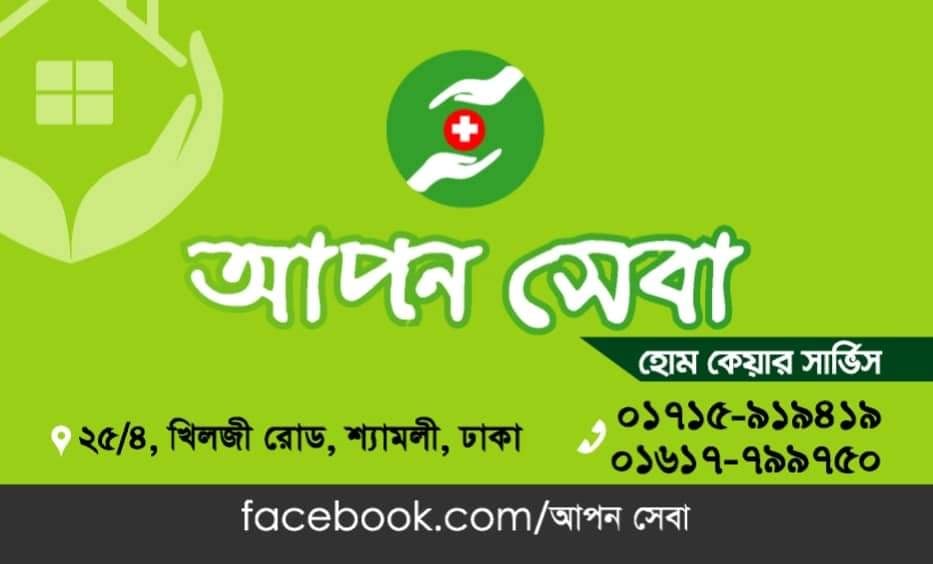 আপন সেবা
হোম কেয়ার সার্ভিস
২৫/৪, খিলজী রোড, শ্যামলী, ঢাকা
০১৭১৫-৯১৯৪১৯
০১৬১৭-৭৯৯৭৫০
facebook.com/আপন সেবা